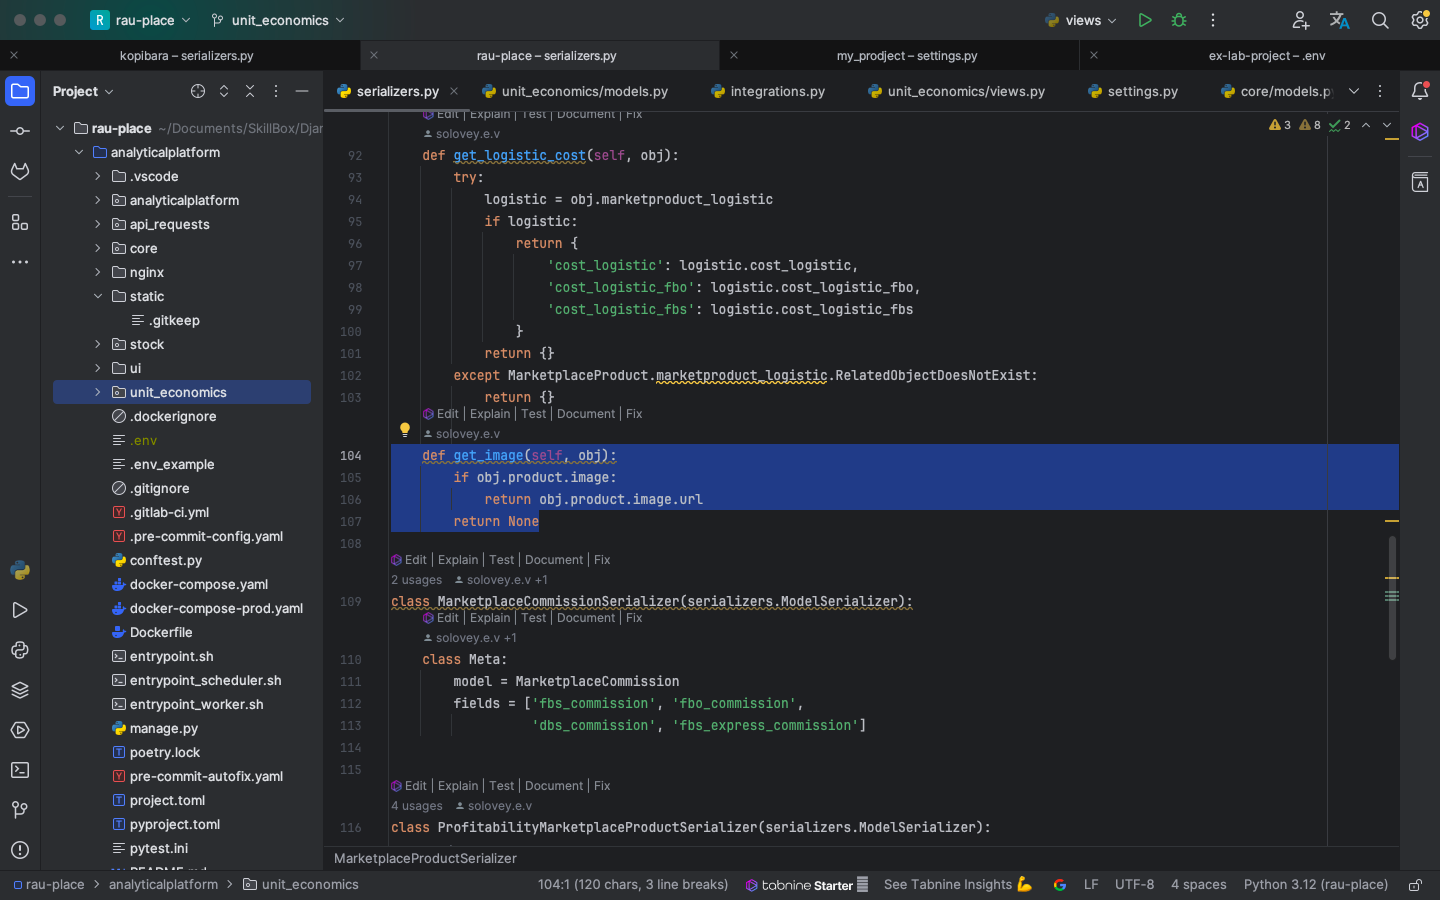 R rau-place unit_economics views
kopibara – serializers.py rau-place – serializers.py my_prodject – settings.py ex-lab-project – .env
Project
rau-place ~/Documents/SkillBox/Djan
analyticalplatform
.vscode
analyticalplatform
api_requests
core
nginx
static
.gitkeep
stock
ui
unit_economics
.dockerignore
.env
.env_example
.gitignore
.gitlab-ci.yml
.pre-commit-config.yaml
conftest.py
docker-compose.yaml
docker-compose-prod.yaml
Dockerfile
entrypoint.sh
entrypoint_scheduler.sh
entrypoint_worker.sh
manage.py
poetry.lock
pre-commit-autofix.yaml
project.toml
pyproject.toml
pytest.ini
README.md
serializers.py unit_economics/models.py integrations.py unit_economics/views.py settings.py core/models.p
3 8 2
Edit | Explain | Test | Document | Fix
solovey.e.v
92 def get_logistic_cost(self, obj):
93 try:
94 logistic = obj.marketproduct_logistic
95 if logistic:
96 return {
97 'cost_logistic': logistic.cost_logistic,
98 'cost_logistic_fbo': logistic.cost_logistic_fbo,
99 'cost_logistic_fbs': logistic.cost_logistic_fbs
100 }
101 return {}
102 except MarketplaceProduct.marketproduct_logistic.RelatedObjectDoesNotExist:
103 return {}
Edit | Explain | Test | Document | Fix
solovey.e.v
104 def get_image(self, obj):
105 if obj.product.image:
106 return obj.product.image.url
107 return None
108
Edit | Explain | Test | Document | Fix
2 usages solovey.e.v +1
109 class MarketplaceCommissionSerializer(serializers.ModelSerializer):
Edit | Explain | Test | Document | Fix
solovey.e.v +1
110 class Meta:
111 model = MarketplaceCommission
112 fields = ['fbs_commission', 'fbo_commission',
113 'dbs_commission', 'fbs_express_commission']
114
115
Edit | Explain | Test | Document | Fix
4 usages solovey.e.v
116 class ProfitabilityMarketplaceProductSerializer(serializers.ModelSerializer):
MarketplaceProductSerializer
rau-place > analyticalplatform > unit_economics 104:1 (120 chars, 3 line breaks) tabnine Starter See Tabnine Insights LF UTF-8 4 spaces Python 3.12 (rau-place)